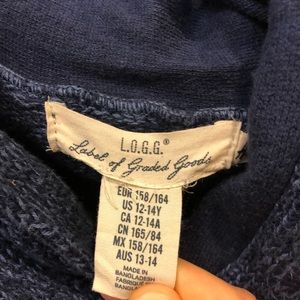 L.O.G.G.®
Label of Graded Goods
EUR 158/164
US 12-14Y
CA 12-14A
CN 165/84
MX 158/164
AUS 13-14
MADE IN
BANGLADESH